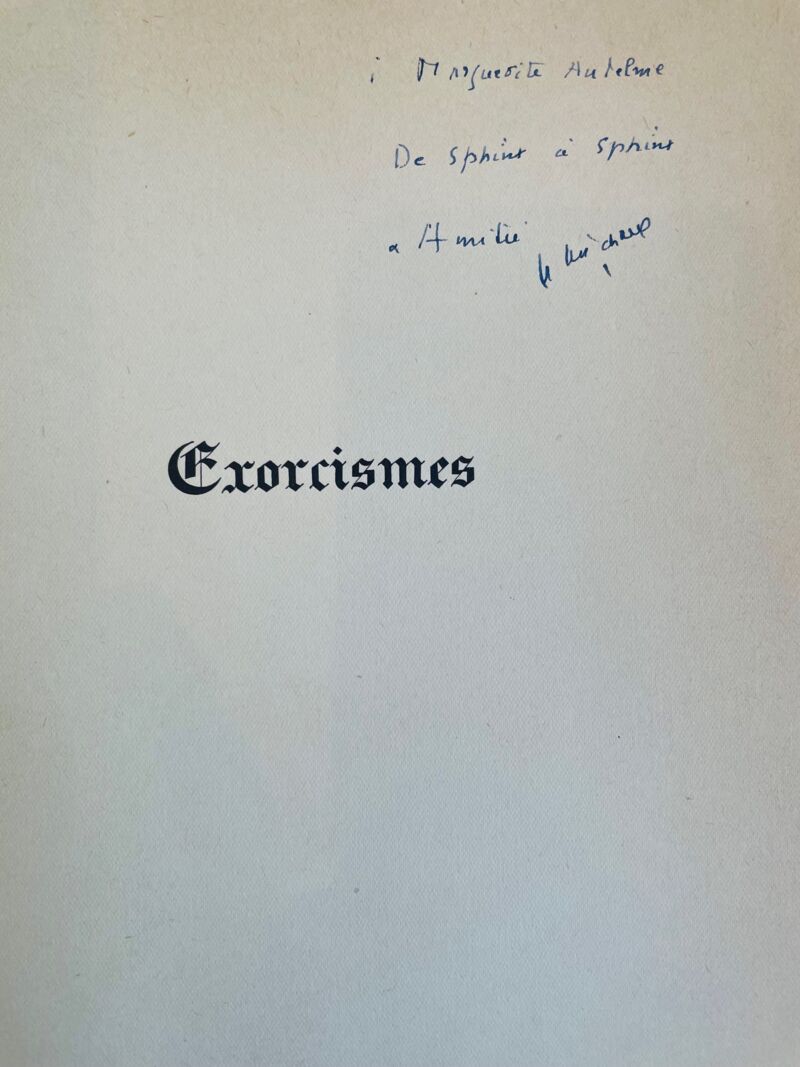 à Marguerite Antelme
De Sphinx à Sphinx
Amitié
h michaux
Exorcismes